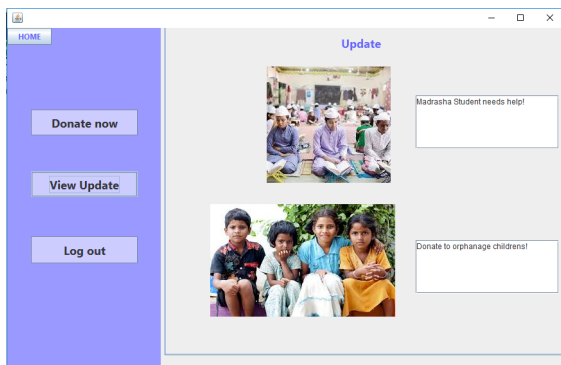 HOME
Update
Donate now
Madrasha Student needs help!
View Update
Log out
Donate to orphanage childrens!